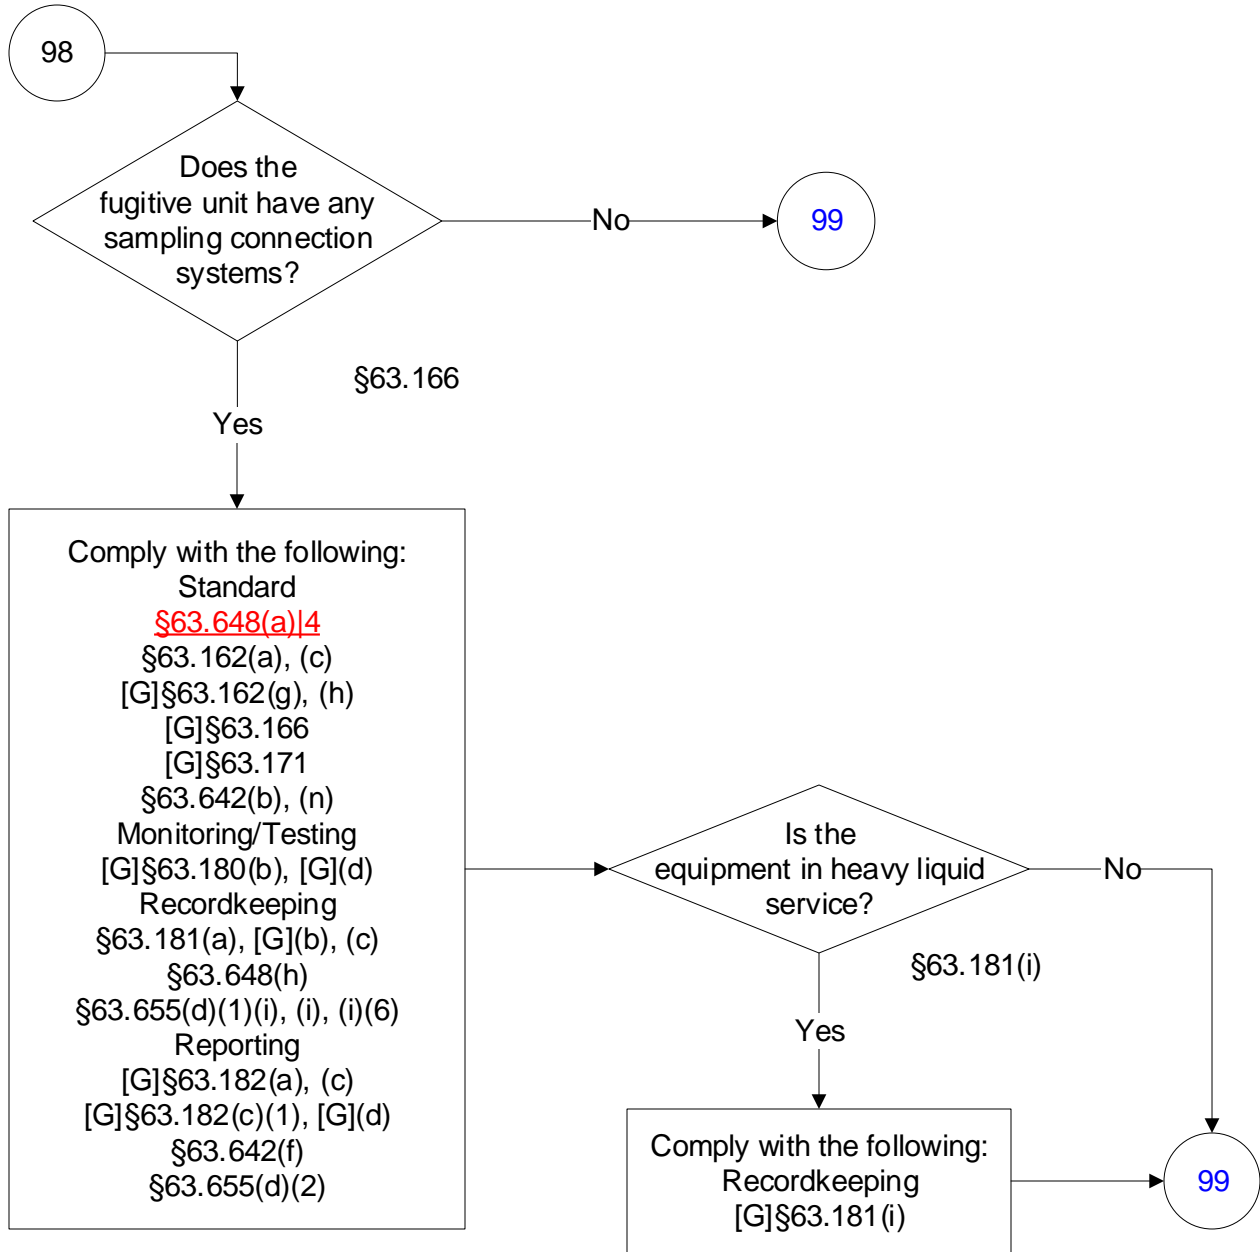 98
Does the
fugitive unit have any
sampling connection
systems?
No
99
§63.166
Yes
Comply with the following:
Standard
§63.648(a)|4
§63.162(a), (c)
[G]§63.162(g), (h)
[G]§63.166
[G]§63.171
§63.642(b), (n)
Monitoring/Testing
[G]§63.180(b), [G](d)
Recordkeeping
§63.181(a), [G](b), (c)
§63.648(h)
§63.655(d)(1)(i), (i), (i)(6)
Reporting
[G]§63.182(a), (c)
[G]§63.182(c)(1), [G](d)
§63.642(f)
§63.655(d)(2)
Is the
equipment in heavy liquid
service?
No
§63.181(i)
Yes
Comply with the following:
Recordkeeping
[G]§63.181(i)
99